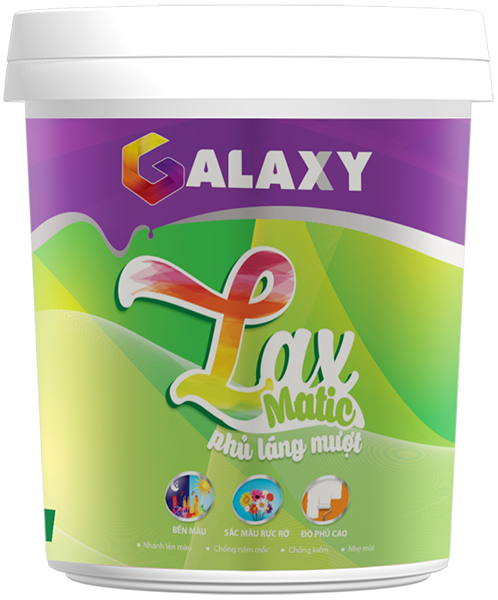 GALAXY
Lax
Matic
phủ láng mượt
BỀN MÀU SẮC MÀU RỰC RỠ ĐỘ PHỦ CAO
• Nhanh lên màu • Chống nấm mốc • Chống kiềm • Nhẹ mùi